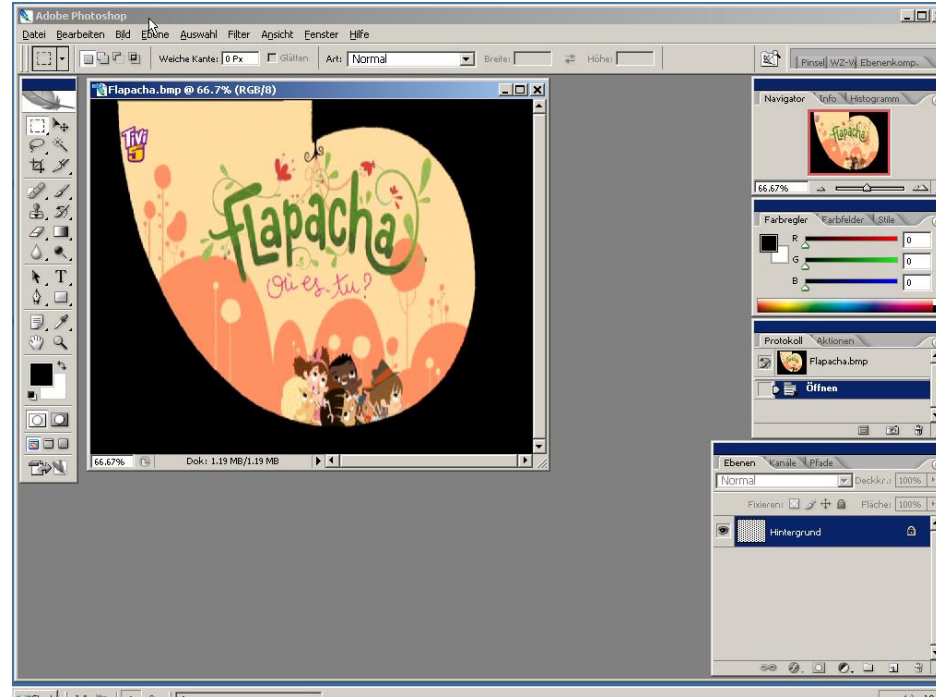 Adobe Photoshop
Datei Bearbeiten Bild Ebene Auswahl Filter Ansicht Fenster Hilfe
Weiche Kante: 0 Px Glätten Art: Normal Breite: Höhe:
Pinsel WZ-V Ebenenkomp.
Flapacha.bmp @ 66.7% (RGB/8)
TiVi
5
Flapacha
Où es-tu?
66.67% Dok: 1.19 MB/1.19 MB
Navigator Info Histogramm
Flapacha
66.67%
Farbregler Farbfelder Stile
R 0
G 0
B 0
Protokoll Aktionen
Flapacha.bmp
Öffnen
Ebenen Kanäle Pfade
Normal Deckkr.: 100%
Fixieren: Fläche: 100%
Hintergrund